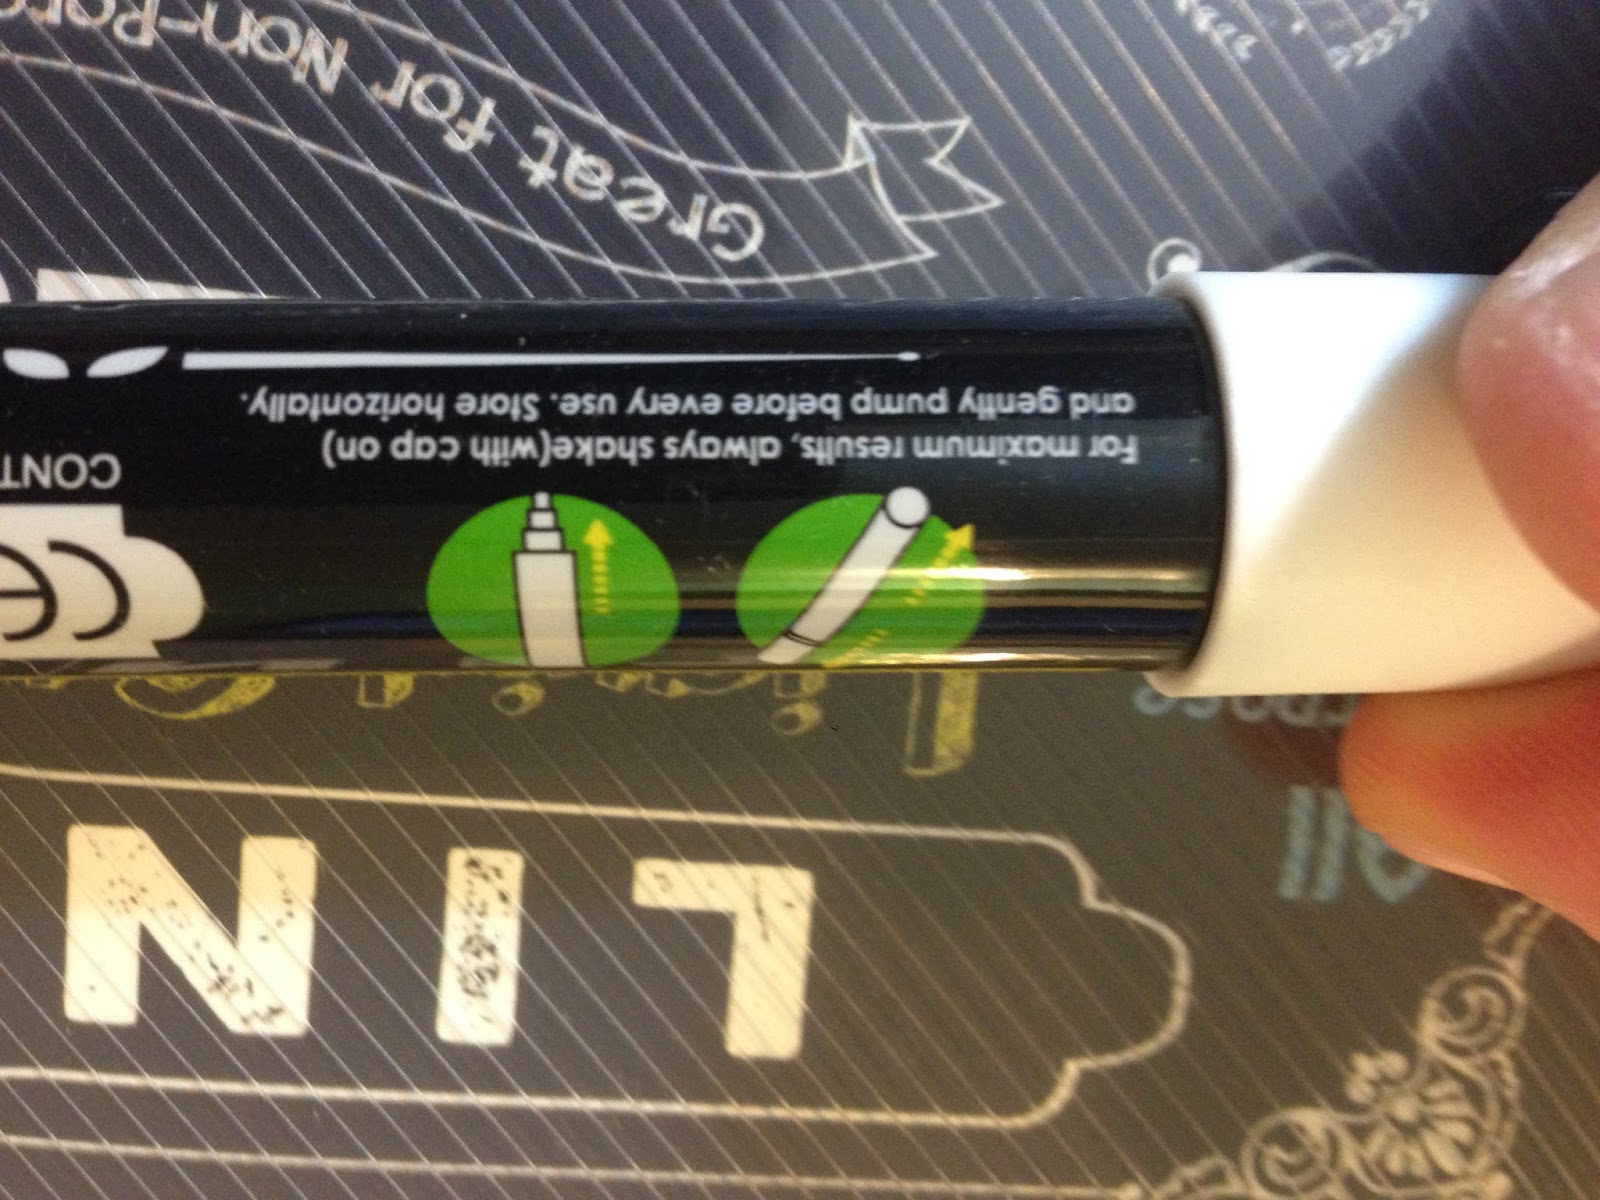 For maximum results, always shake(with cap on)
and gently pump before every use. Store horizontally.
CE
CONT
Great for Non-Por
LIN